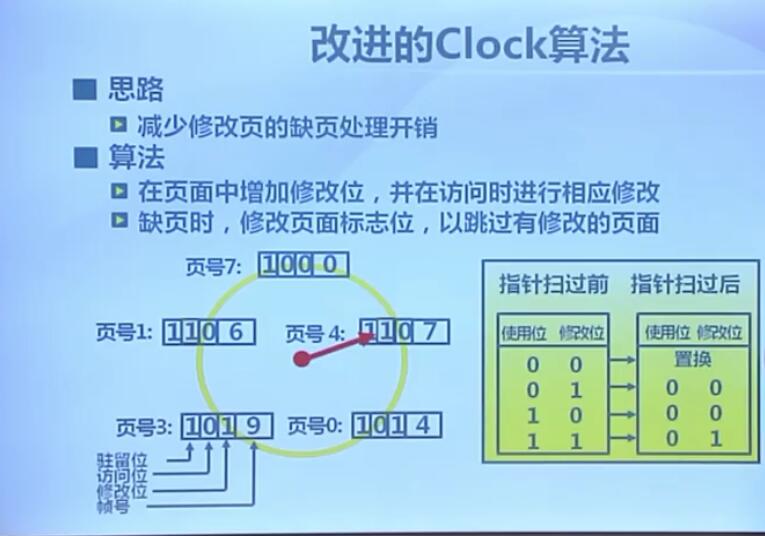 改进的Clock算法
思路
减少修改页的缺页处理开销
算法
在页面中增加修改位，并在访问时进行相应修改
缺页时，修改页面标志位，以跳过有修改的页面
页号7: 1 0 0 0
页号1: 1 1 0 6
页号 4: 1 1 0 7
页号3: 1 0 1 9
页号0: 1 0 1 4
驻留位
访问位
修改位
帧号
指针扫过前 指针扫过后
使用位 修改位 使用位 修改位
0 0 置换
0 1 0 0
1 0 0 0
1 1 0 1